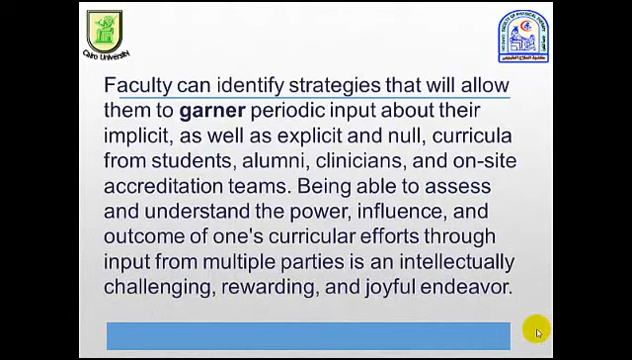 Cairo University
Faculty can identify strategies that will allow
them to garner periodic input about their
implicit, as well as explicit and null, curricula
from students, alumni, clinicians, and on-site
accreditation teams. Being able to assess
and understand the power, influence, and
outcome of one's curricular efforts through
input from multiple parties is an intellectually
challenging, rewarding, and joyful endeavor.